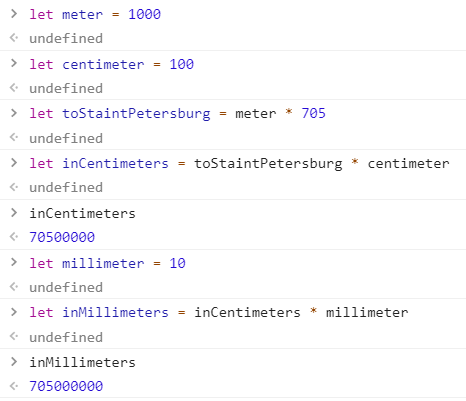 let meter = 1000
undefined
let centimeter = 100
undefined
let toStaintPetersburg = meter * 705
undefined
let inCentimeters = toStaintPetersburg * centimeter
undefined
inCentimeters
70500000
let millimeter = 10
undefined
let inMillimeters = inCentimeters * millimeter
undefined
inMillimeters
705000000